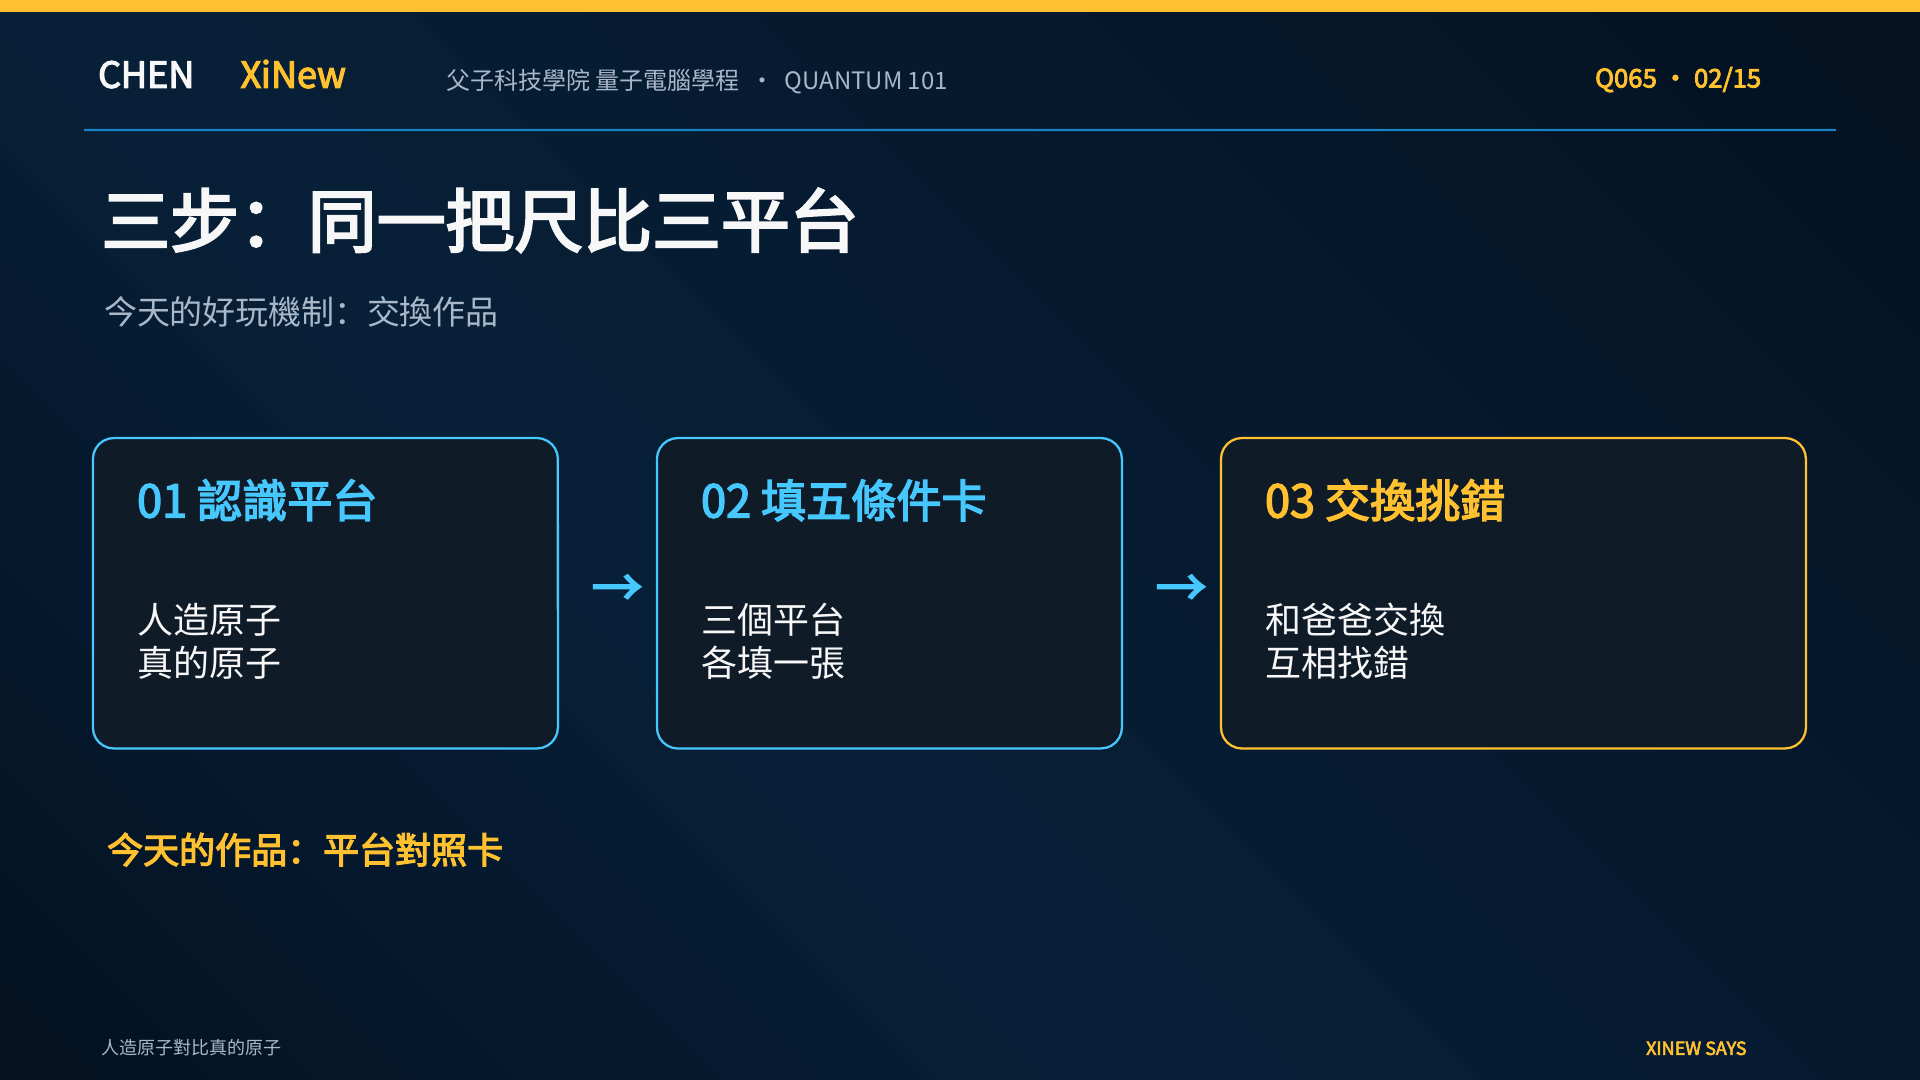 CHEN XiNew 父子科技學院 量子電腦學程 · QUANTUM 101
Q065 · 02/15
三步：同一把尺比三平台
今天的好玩機制：交換作品
01 認識平台
人造原子
真的原子
→
02 填五條件卡
三個平台
各填一張
→
03 交換挑錯
和爸爸交換
互相找錯
今天的作品：平台對照卡
人造原子對比真的原子
XINEW SAYS